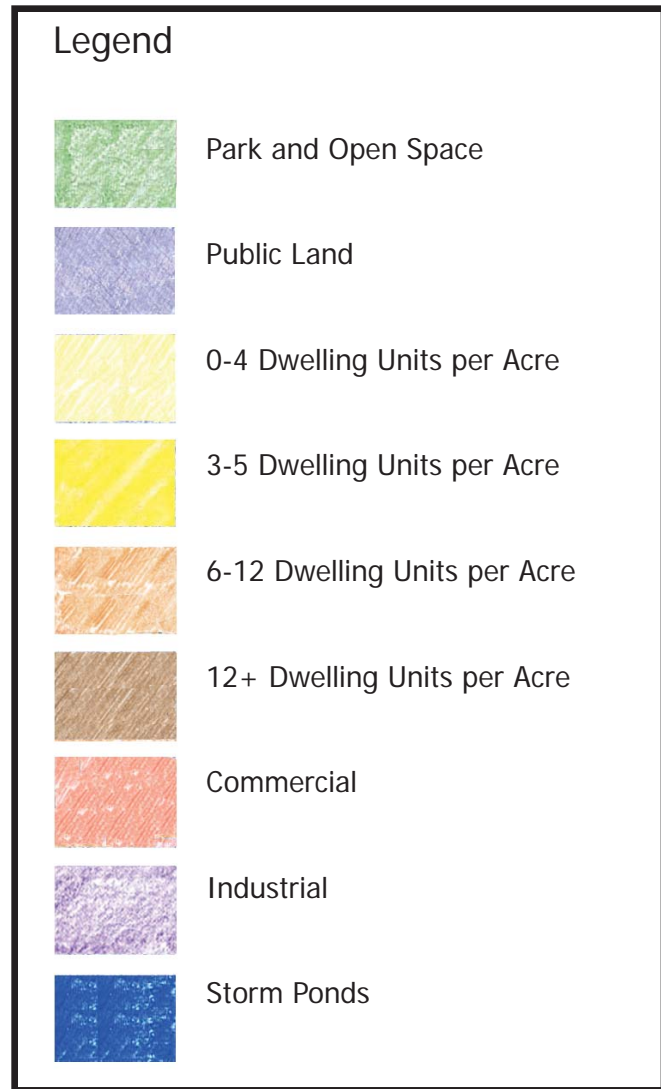 Legend
Park and Open Space
Public Land
0-4 Dwelling Units per Acre
3-5 Dwelling Units per Acre
6-12 Dwelling Units per Acre
12+ Dwelling Units per Acre
Commercial
Industrial
Storm Ponds